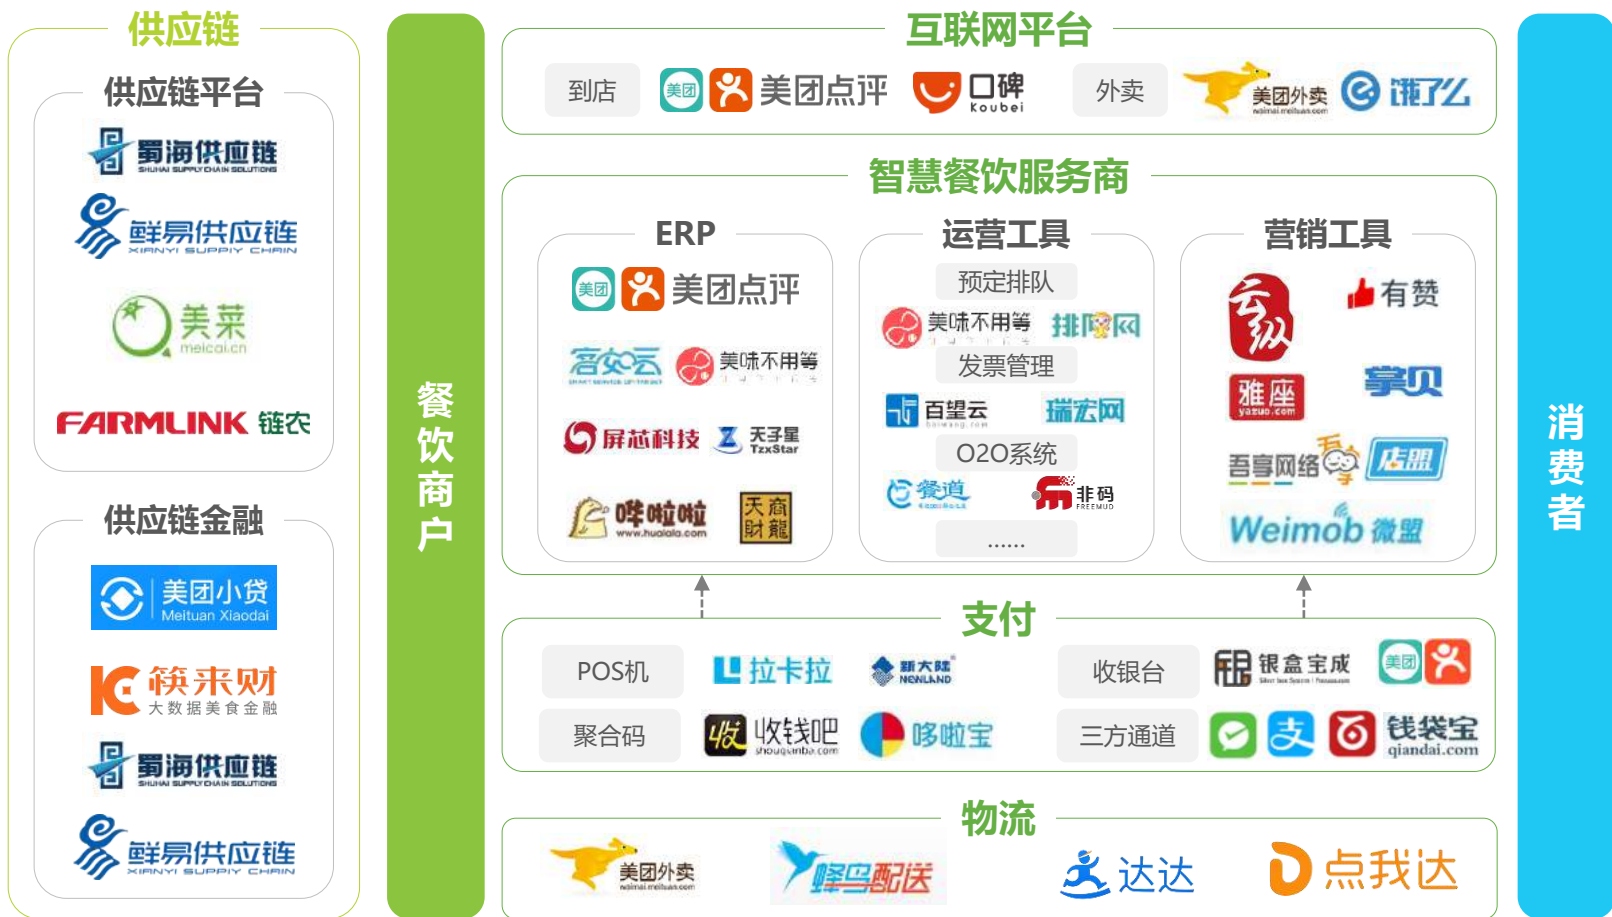 供应链
供应链平台
蜀海供应链
SHUHAI SUPPLY CHAIN SOLUTIONS
鲜易供应链
XIANYI SUPPLY CHAIN
美菜
meicai.cn
FARMLINK 链农
供应链金融
美团小贷
Meituan Xiaodai
筷来财
大数据美食金融
蜀海供应链
SHUHAI SUPPLY CHAIN SOLUTIONS
鲜易供应链
XIANYI SUPPLY CHAIN
餐饮商户
互联网平台
到店
美团
美团点评
口碑
Koubei
外卖
美团外卖
waimai.meituan.com
饿了么
智慧餐饮服务商
ERP
美团
美团点评
客如云
美味不用等
屏芯科技
天子星
TzxStar
哗啦啦
www.hualala.com
天商
财龍
运营工具
预定排队
美味不用等
排队网
发票管理
百望云
baiwang.com
瑞宏网
O2O系统
餐道
非码
FREEMUD
......
营销工具
云纵
有赞
雅座
yazuo.com
掌贝
吾享网络
店盟
Weimob 微盟
支付
POS机
拉卡拉
新大陆
NEWLAND
收银台
银盒宝成
美团
聚合码
收
收钱吧
shouqianba.com
哆啦宝
三方通道
支
钱袋宝
qiandai.com
物流
美团外卖
waimai.meituan.com
蜂鸟配送
达达
点我达
消费者